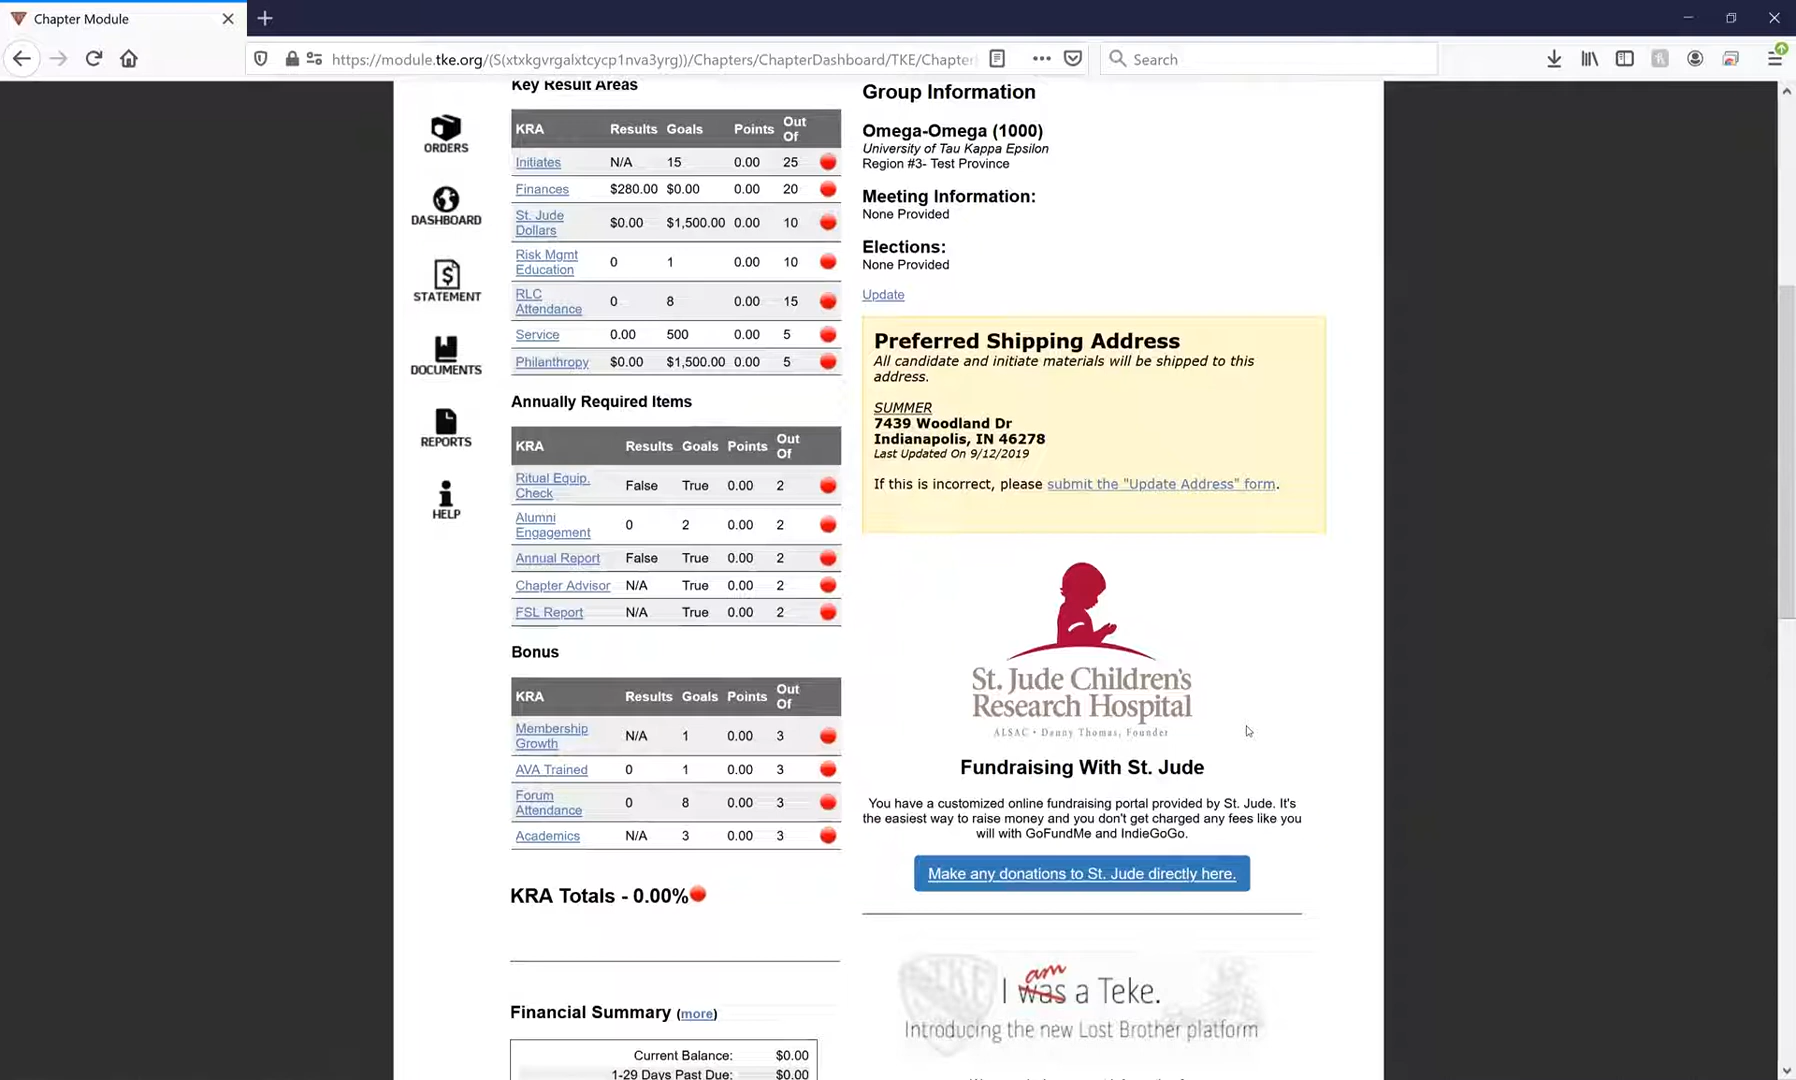 Chapter Module
https://module.tke.org/(S(xtxkgvrgalxtcycp1nva3yrg))/Chapters/ChapterDashboard/TKE/Chapter
Search
ORDERS
DASHBOARD
STATEMENT
DOCUMENTS
REPORTS
HELP
Key Result Areas
KRA Results Goals Points Out Of
Initiates N/A 15 0.00 25
Finances $280.00 $0.00 0.00 20
St. Jude Dollars $0.00 $1,500.00 0.00 10
Risk Mgmt Education 0 1 0.00 10
RLC Attendance 0 8 0.00 15
Service 0.00 500 0.00 5
Philanthropy $0.00 $1,500.00 0.00 5
Annually Required Items
KRA Results Goals Points Out Of
Ritual Equip. Check False True 0.00 2
Alumni Engagement 0 2 0.00 2
Annual Report False True 0.00 2
Chapter Advisor N/A True 0.00 2
FSL Report N/A True 0.00 2
Bonus
KRA Results Goals Points Out Of
Membership Growth N/A 1 0.00 3
AVA Trained 0 1 0.00 3
Forum Attendance 0 8 0.00 3
Academics N/A 3 0.00 3
KRA Totals - 0.00%
Financial Summary (more)
Current Balance: $0.00
1-29 Days Past Due: $0.00
Group Information
Omega-Omega (1000)
University of Tau Kappa Epsilon
Region #3- Test Province
Meeting Information:
None Provided
Elections:
None Provided
Update
Preferred Shipping Address
All candidate and initiate materials will be shipped to this
address.
SUMMER
7439 Woodland Dr
Indianapolis, IN 46278
Last Updated On 9/12/2019
If this is incorrect, please submit the "Update Address" form.
St. Jude Children's
Research Hospital
ALSAC • Danny Thomas, Founder
Fundraising With St. Jude
You have a customized online fundraising portal provided by St. Jude. It's
the easiest way to raise money and you don't get charged any fees like you
will with GoFundMe and IndieGoGo.
Make any donations to St. Jude directly here.
am
I was a Teke.
Introducing the new Lost Brother platform